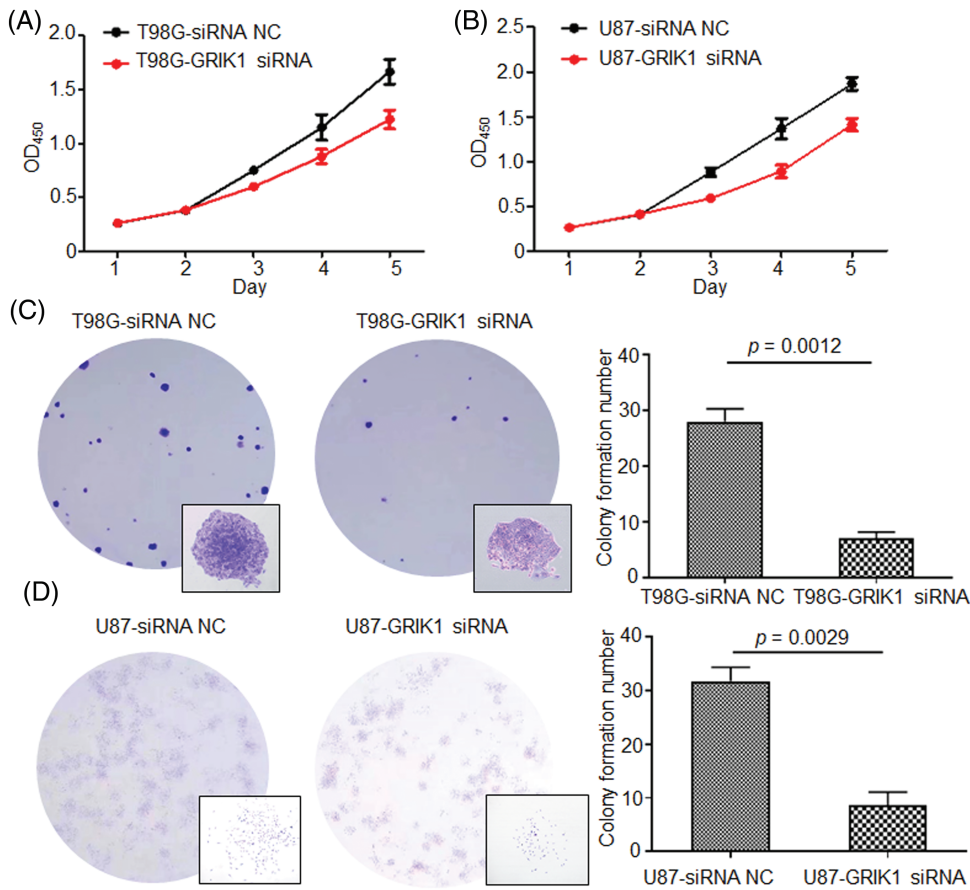 (A)
T98G-siRNA NC
T98G-GRIK1 siRNA
2.0
1.5
1.0
0.5
0
OD450
1 2 3 4 5
Day
(B)
U87-siRNA NC
U87-GRIK1 siRNA
2.5
2.0
1.5
1.0
0.5
0
OD450
1 2 3 4 5
Day
(C)
T98G-siRNA NC
T98G-GRIK1 siRNA
p = 0.0012
40
30
20
10
0
Colony formation number
T98G-siRNA NC T98G-GRIK1 siRNA
(D)
U87-siRNA NC
U87-GRIK1 siRNA
p = 0.0029
40
30
20
10
0
Colony formation number
U87-siRNA NC U87-GRIK1 siRNA